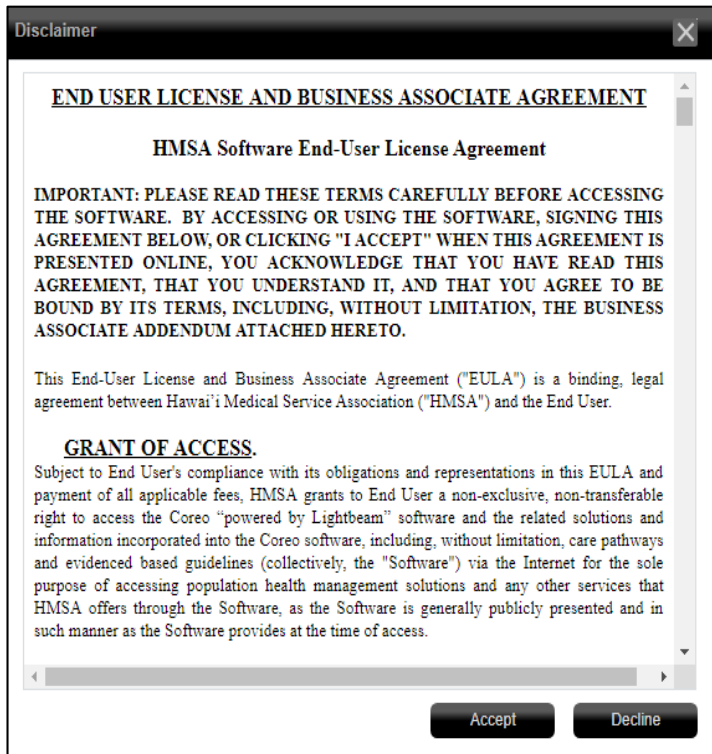 Disclaimer
END USER LICENSE AND BUSINESS ASSOCIATE AGREEMENT
HMSA Software End-User License Agreement
IMPORTANT: PLEASE READ THESE TERMS CAREFULLY BEFORE ACCESSING
THE SOFTWARE. BY ACCESSING OR USING THE SOFTWARE, SIGNING THIS
AGREEMENT BELOW, OR CLICKING "I ACCEPT" WHEN THIS AGREEMENT IS
PRESENTED ONLINE, YOU ACKNOWLEDGE THAT YOU HAVE READ THIS
AGREEMENT, THAT YOU UNDERSTAND IT, AND THAT YOU AGREE TO BE
BOUND BY ITS TERMS, INCLUDING, WITHOUT LIMITATION, THE BUSINESS
ASSOCIATE ADDENDUM ATTACHED HERETO.
This End-User License and Business Associate Agreement ("EULA") is a binding, legal
agreement between Hawai‘i Medical Service Association ("HMSA") and the End User.
GRANT OF ACCESS.
Subject to End User's compliance with its obligations and representations in this EULA and
payment of all applicable fees, HMSA grants to End User a non-exclusive, non-transferable
right to access the Coreo “powered by Lightbeam” software and the related solutions and
information incorporated into the Coreo software, including, without limitation, care pathways
and evidenced based guidelines (collectively, the "Software") via the Internet for the sole
purpose of accessing population health management solutions and any other services that
HMSA offers through the Software, as the Software is generally publicly presented and in
such manner as the Software provides at the time of access.
Accept Decline